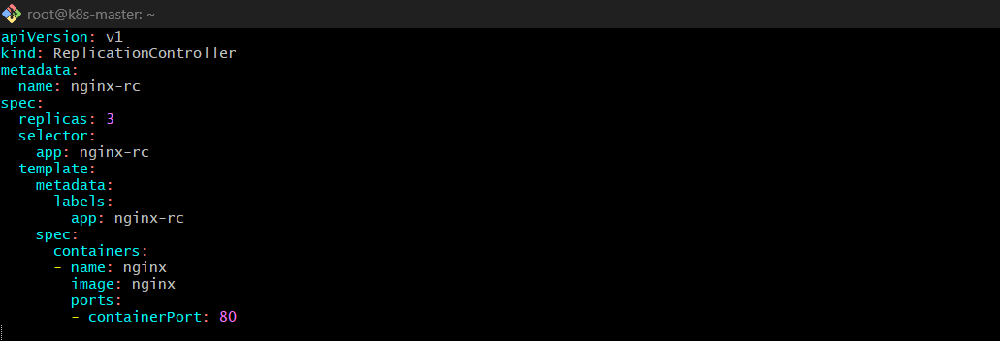 root@k8s-master: ~
apiVersion: v1
kind: ReplicationController
metadata:
  name: nginx-rc
spec:
  replicas: 3
  selector:
    app: nginx-rc
  template:
    metadata:
      labels:
        app: nginx-rc
    spec:
      containers:
      - name: nginx
        image: nginx
        ports:
        - containerPort: 80